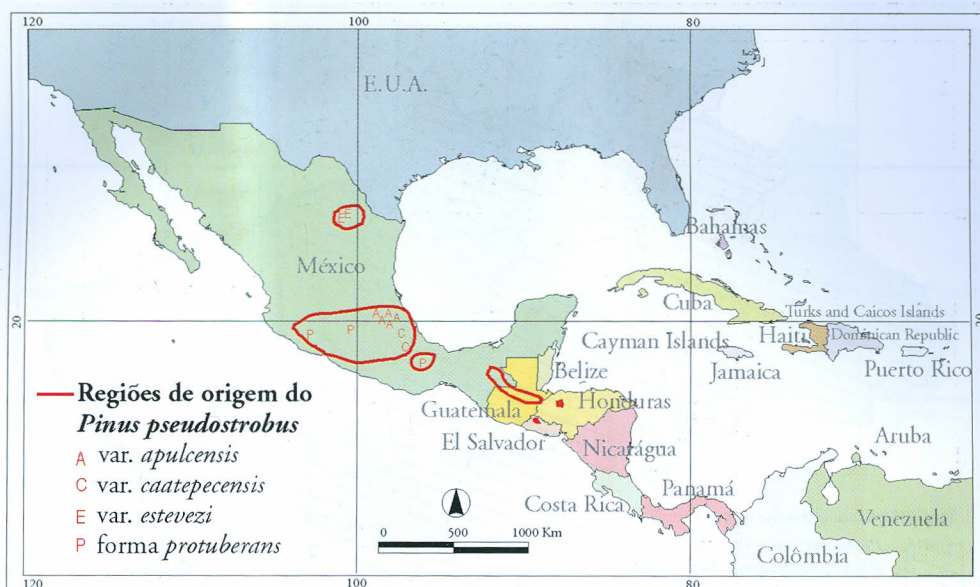 120 100 80
E.U.A.
E E
E
Bahamas
México
Cuba
Turks and Caicos Islands
20
A A
A A A
A
P P C
C
P
Haiti Dominican Republic
Cayman Islands
Jamaica Puerto Rico
Belize
Regiões de origem do
Pinus pseudostrobus
A var. apulcensis
C var. caatepecensis
E var. estevezi
P forma protuberans
Guatemala Honduras
El Salvador
Nicarágua
Aruba
Costa Rica Panamá
Venezuela
Colômbia
0 500 1000 Km
120 100 80